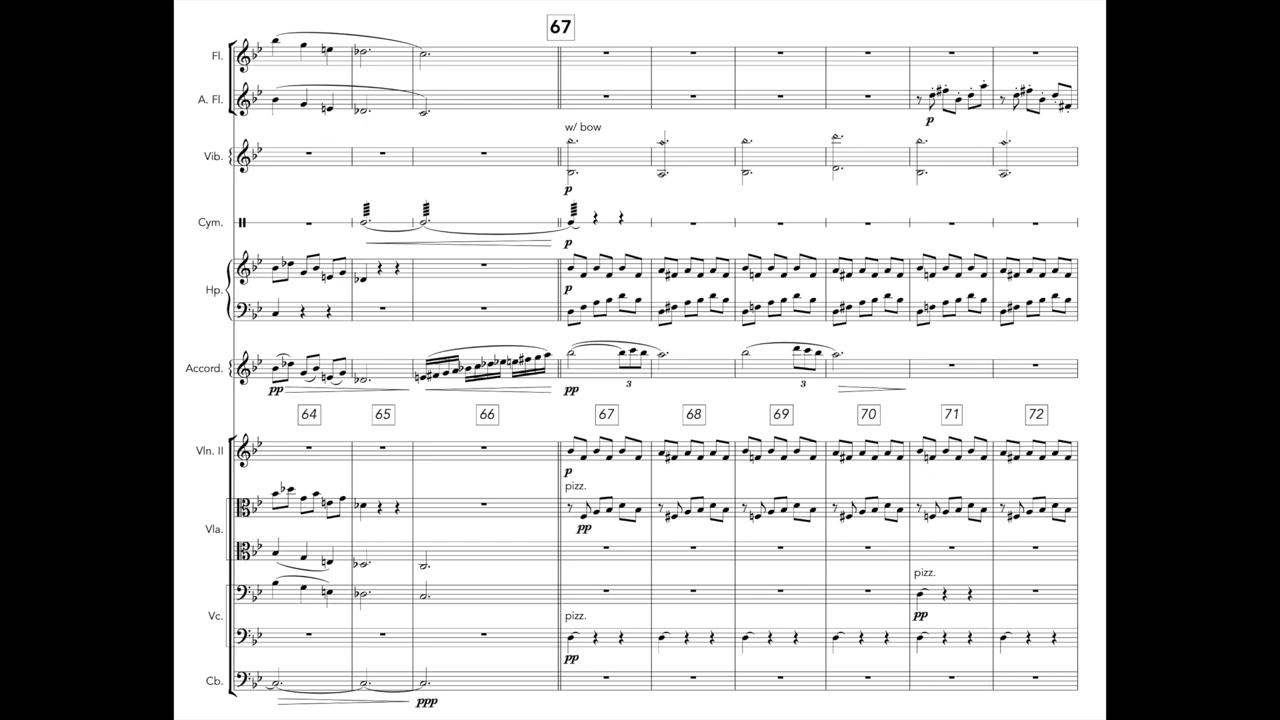 67
Fl.
A. Fl.
p
w/ bow
Vib.
p
Cym.
p
Hp.
p
Accord.
pp
3
pp
3
64 65 66 67 68 69 70 71 72
Vln. II
p
pizz.
pp
Vla.
pizz.
pp
Vc.
pizz.
pp
Cb.
ppp